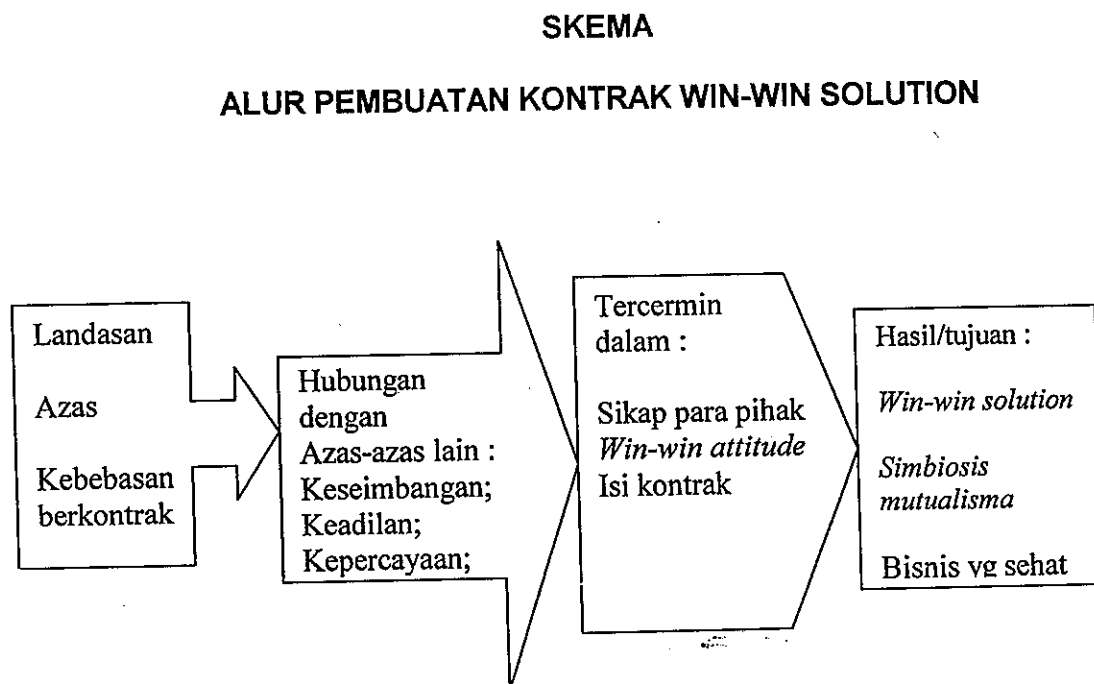 SKEMA
ALUR PEMBUATAN KONTRAK WIN-WIN SOLUTION
Landasan
Azas
Kebebasan
berkontrak
Hubungan
dengan
Azas-azas lain :
Keseimbangan;
Keadilan;
Kepercayaan;
Tercermin
dalam :
Sikap para pihak
Win-win attitude
Isi kontrak
Hasil/tujuan :
Win-win solution
Simbiosis
mutualisma
Bisnis yg sehat